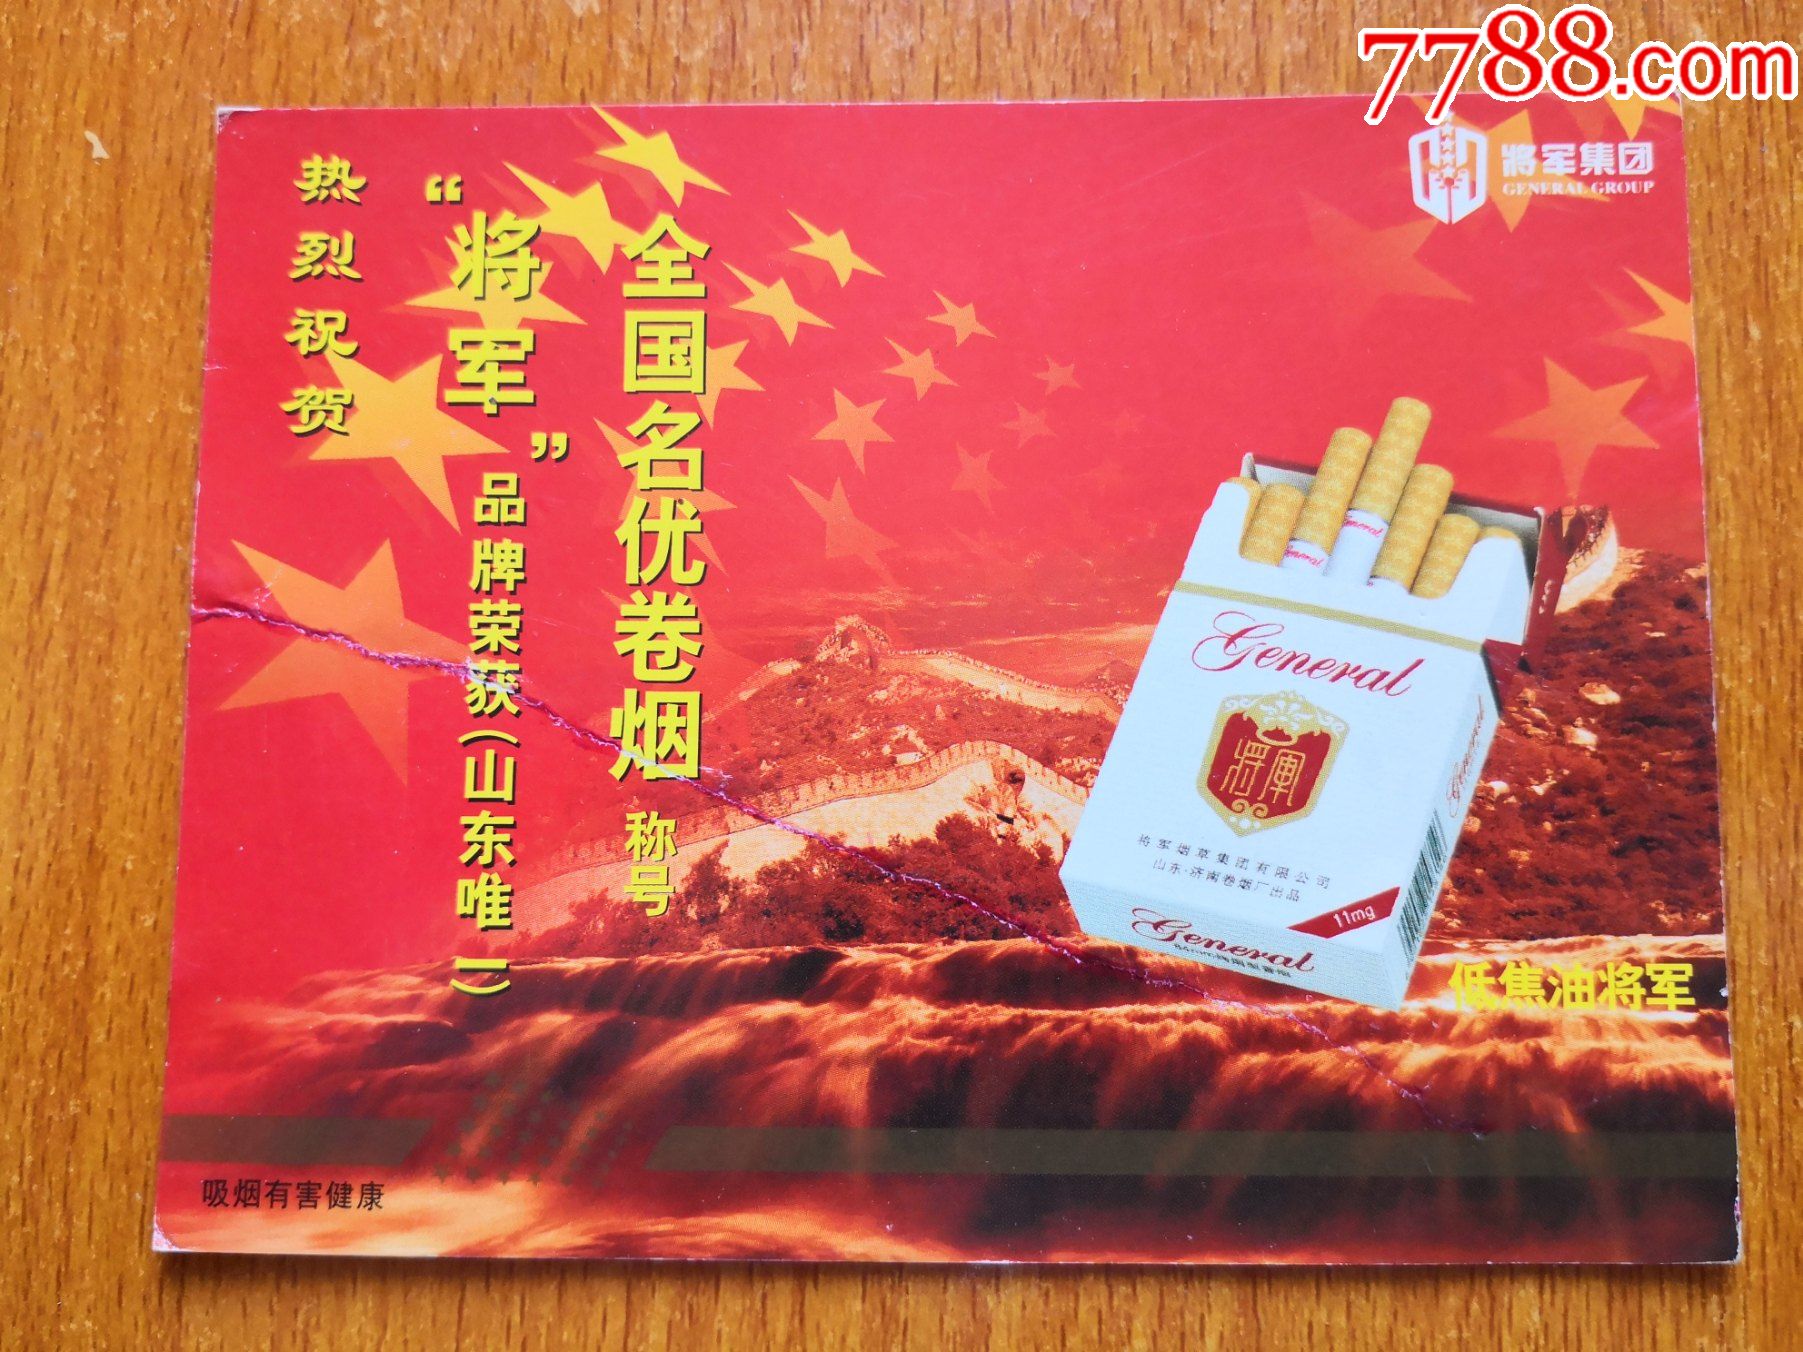 7788.com
将军集团
GENERAL GROUP
热烈祝贺
“将军”品牌荣获(山东唯一)
全国名优卷烟称号
General
General
General
将军
将军烟草集团有限公司
山东·济南卷烟厂出品
11mg
General
General
低焦油将军
吸烟有害健康